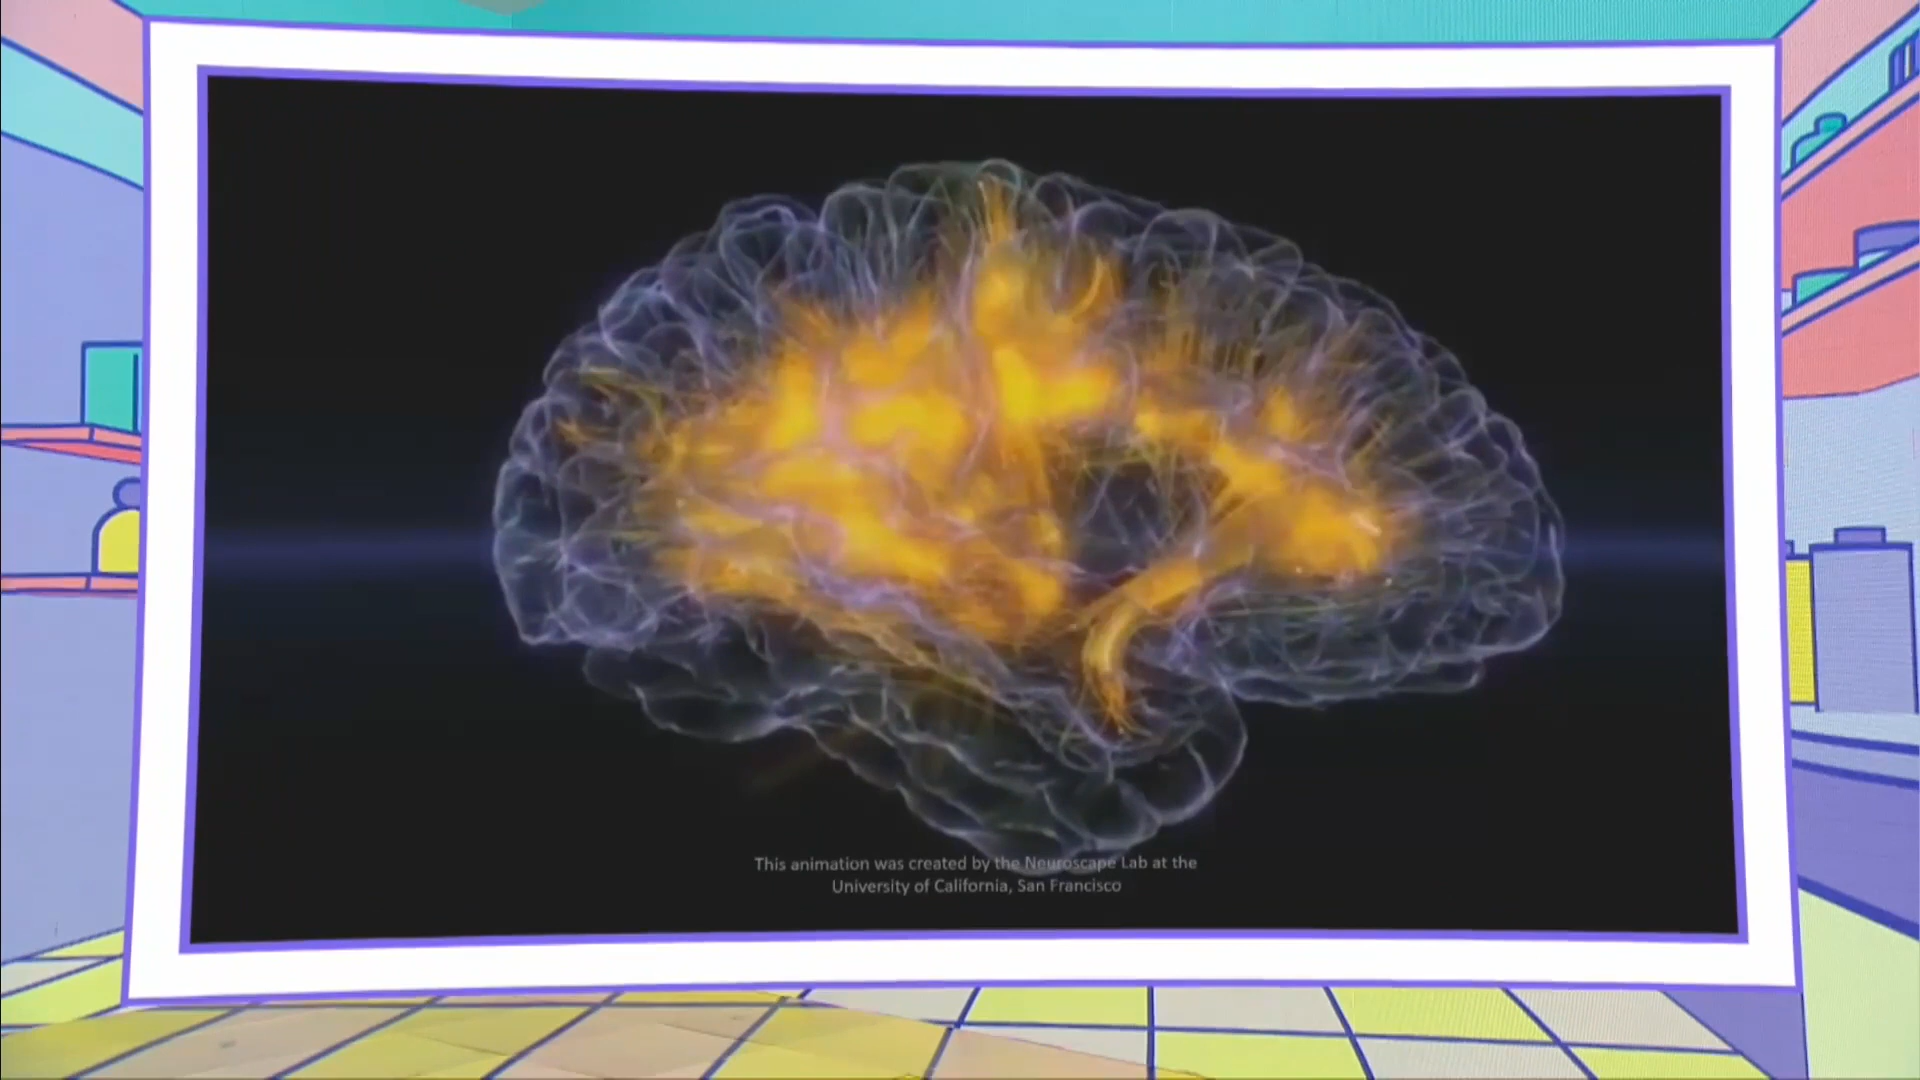 This animation was created by the Neuroscape Lab at the
University of California, San Francisco